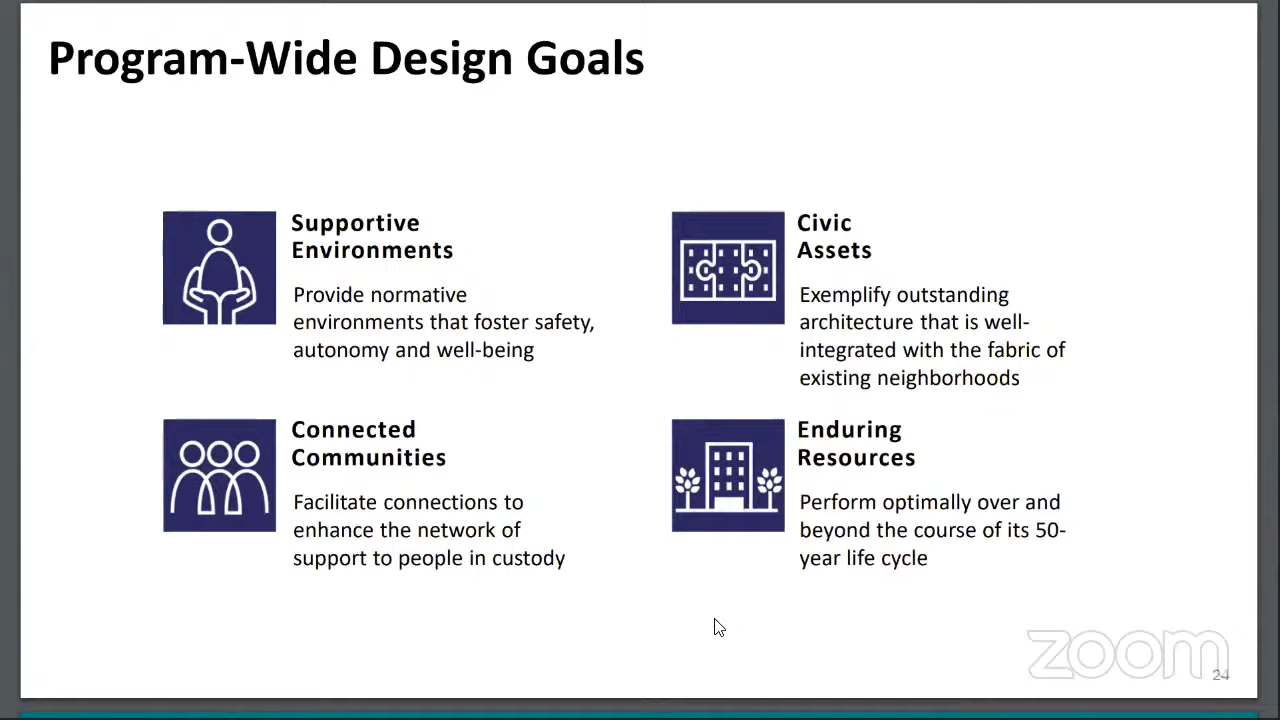 Program-Wide Design Goals
Supportive
Environments
Provide normative
environments that foster safety,
autonomy and well-being
Civic
Assets
Exemplify outstanding
architecture that is well-
integrated with the fabric of
existing neighborhoods
Connected
Communities
Facilitate connections to
enhance the network of
support to people in custody
Enduring
Resources
Perform optimally over and
beyond the course of its 50-
year life cycle
zoom
24